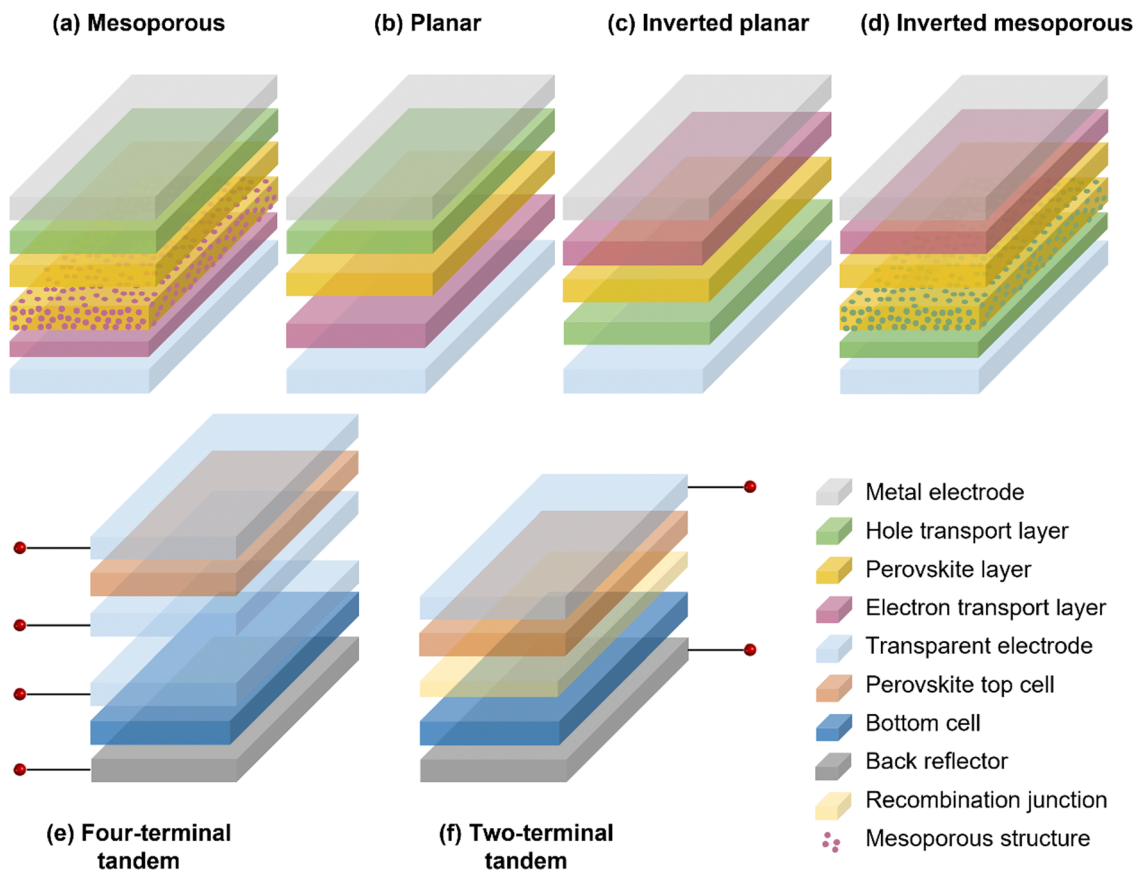 (a) Mesoporous
(b) Planar
(c) Inverted planar
(d) Inverted mesoporous
Metal electrode
Hole transport layer
Perovskite layer
Electron transport layer
Transparent electrode
Perovskite top cell
Bottom cell
Back reflector
Recombination junction
Mesoporous structure
(e) Four-terminal
tandem
(f) Two-terminal
tandem